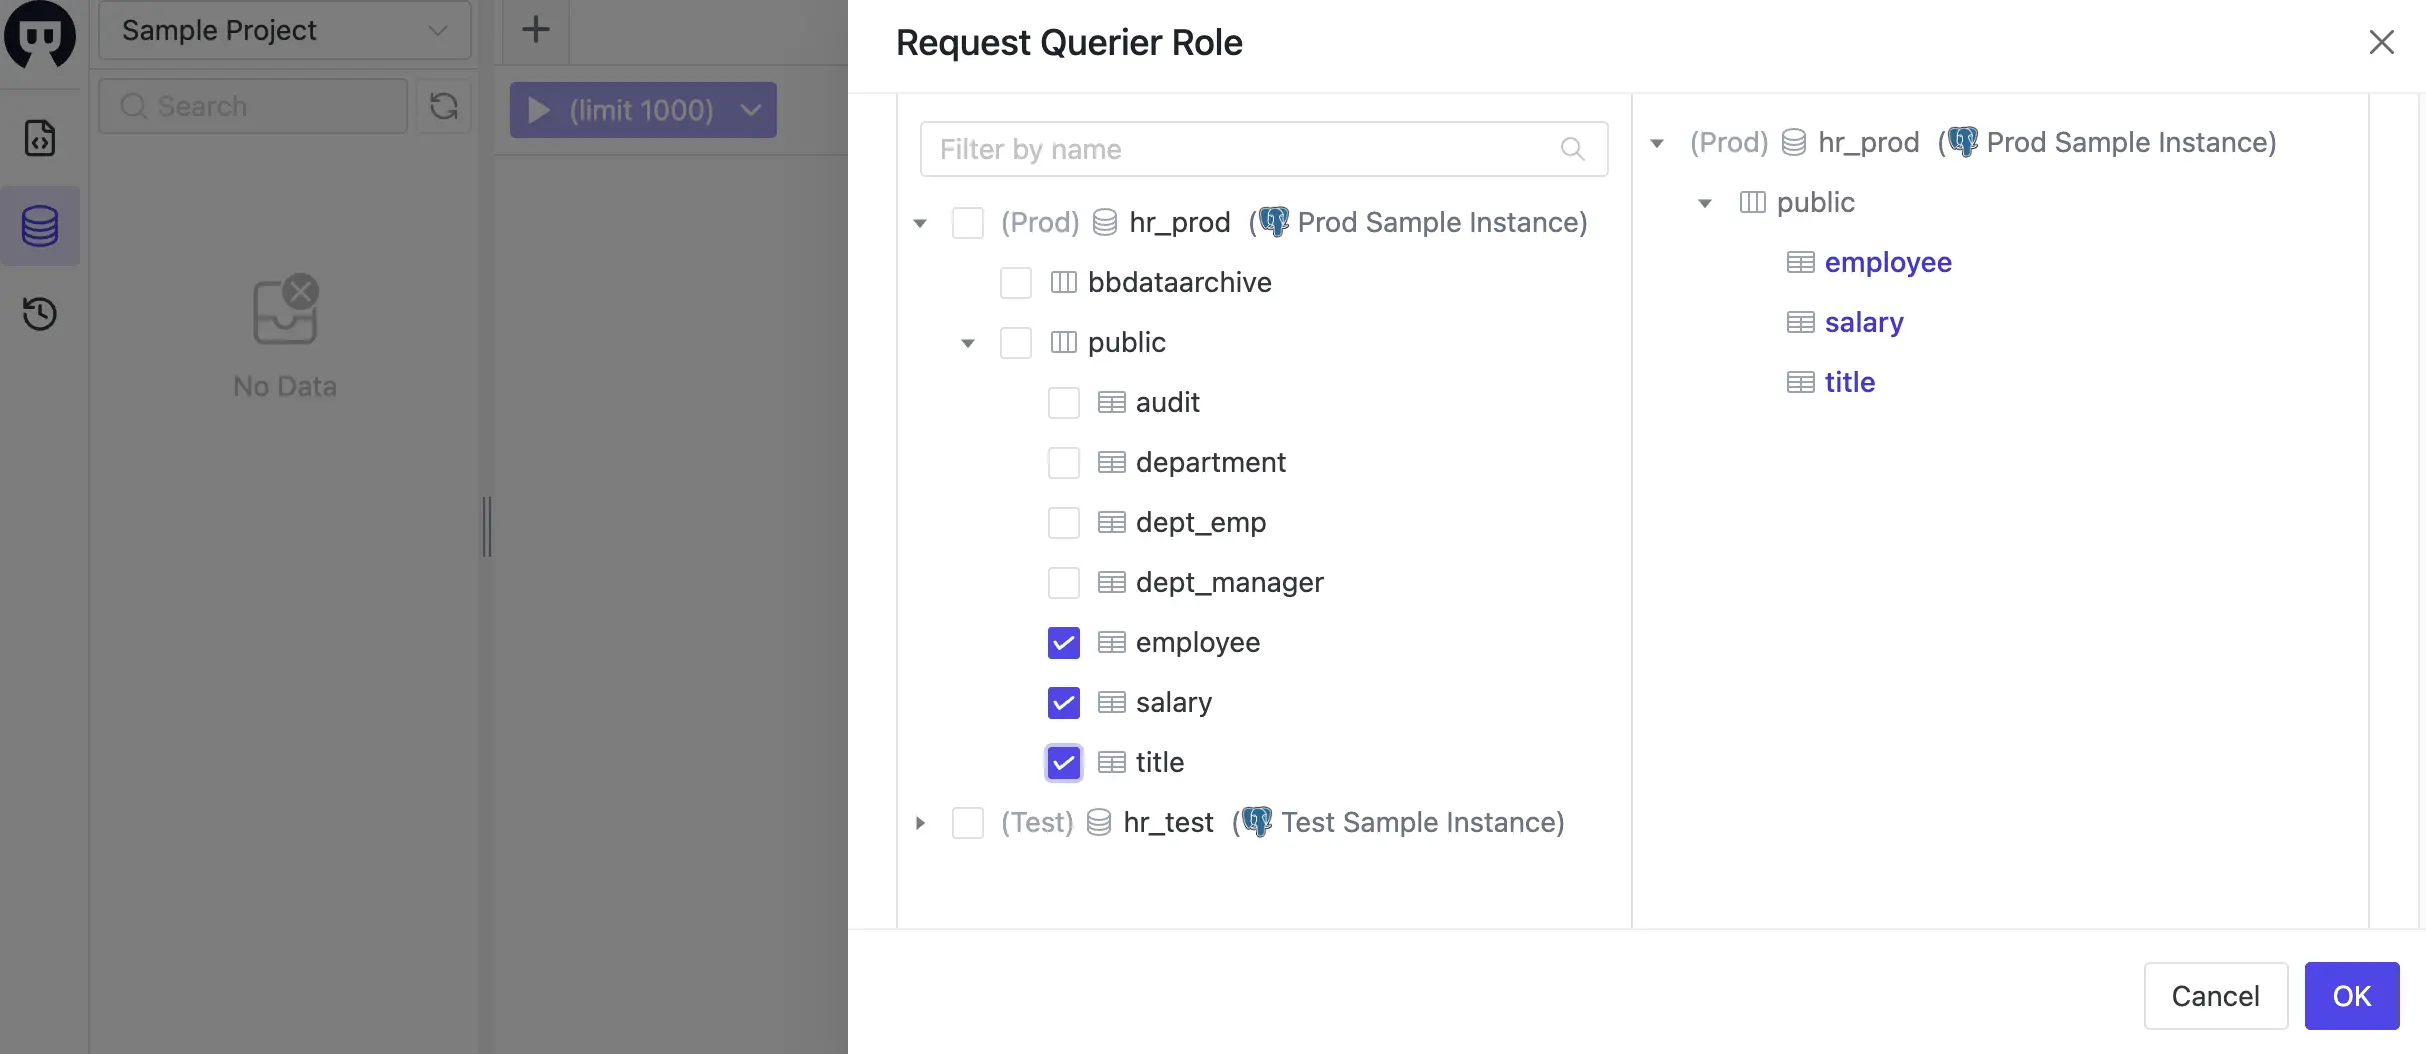 Sample Project
Search
No Data
(limit 1000)
Request Querier Role
Filter by name
(Prod) hr_prod (Prod Sample Instance)
bbdataarchive
public
audit
department
dept_emp
dept_manager
employee
salary
title
(Test) hr_test (Test Sample Instance)
(Prod) hr_prod (Prod Sample Instance)
public
employee
salary
title
Cancel
OK